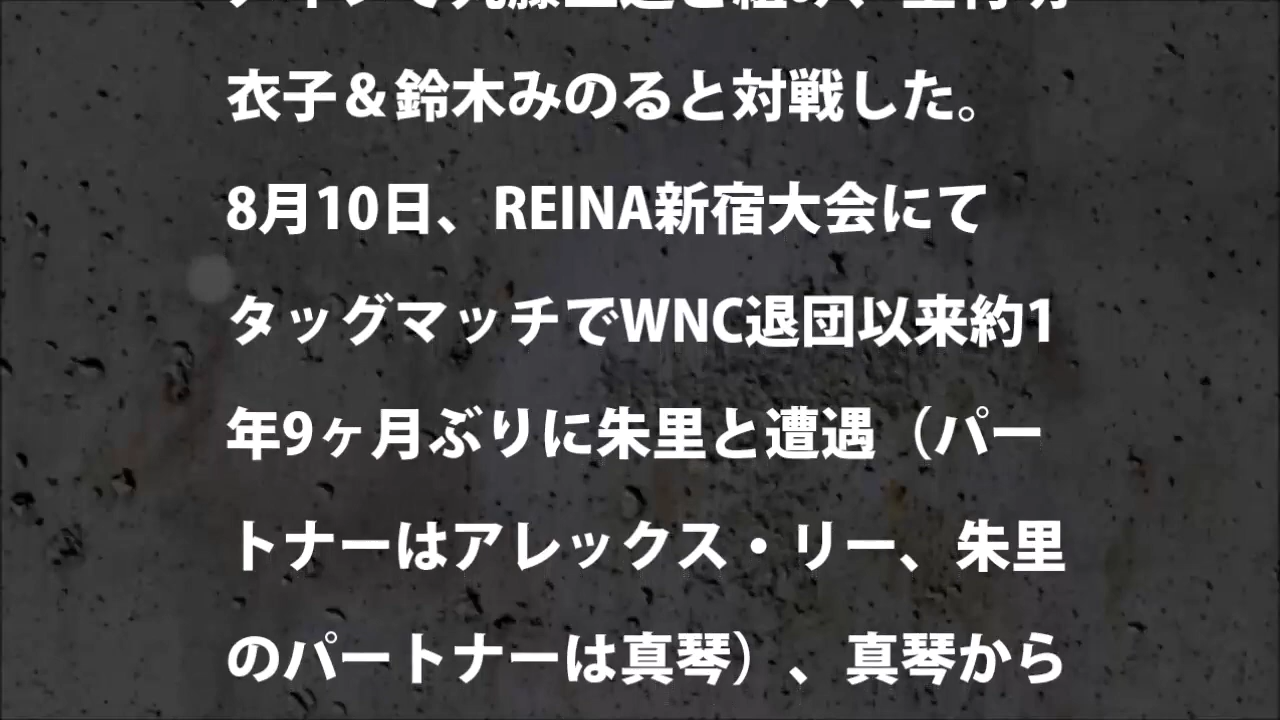 衣子＆鈴木みのると対戦した。
8月10日、REINA新宿大会にて
タッグマッチでWNC退団以来約1
年9ヶ月ぶりに朱里と遭遇（パー
トナーはアレックス・リー、朱里
のパートナーは真琴）、真琴から